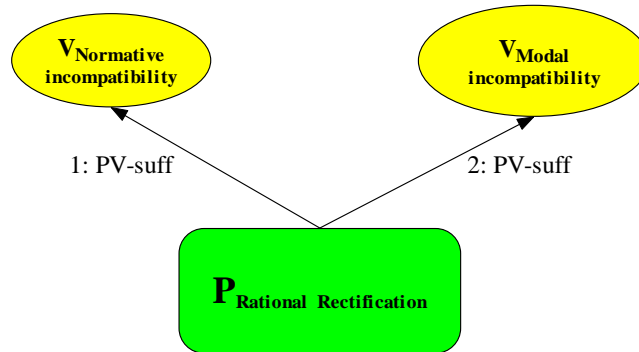 VNormative
incompatibility
VModal
incompatibility
1: PV-suff
2: PV-suff
PRational Rectification